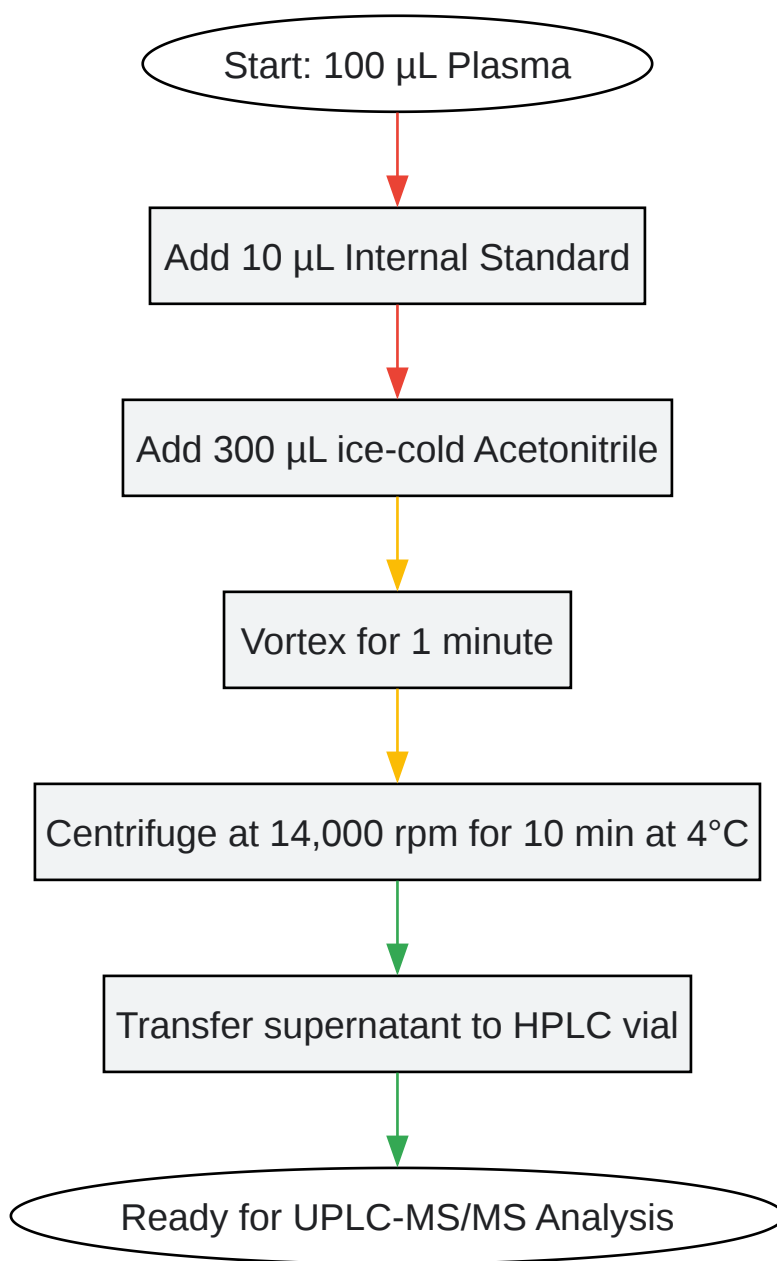 Start: 100 µL Plasma
Add 10 µL Internal Standard
Add 300 µL ice-cold Acetonitrile
Vortex for 1 minute
Centrifuge at 14,000 rpm for 10 min at 4°C
Transfer supernatant to HPLC vial
Ready for UPLC-MS/MS Analysis